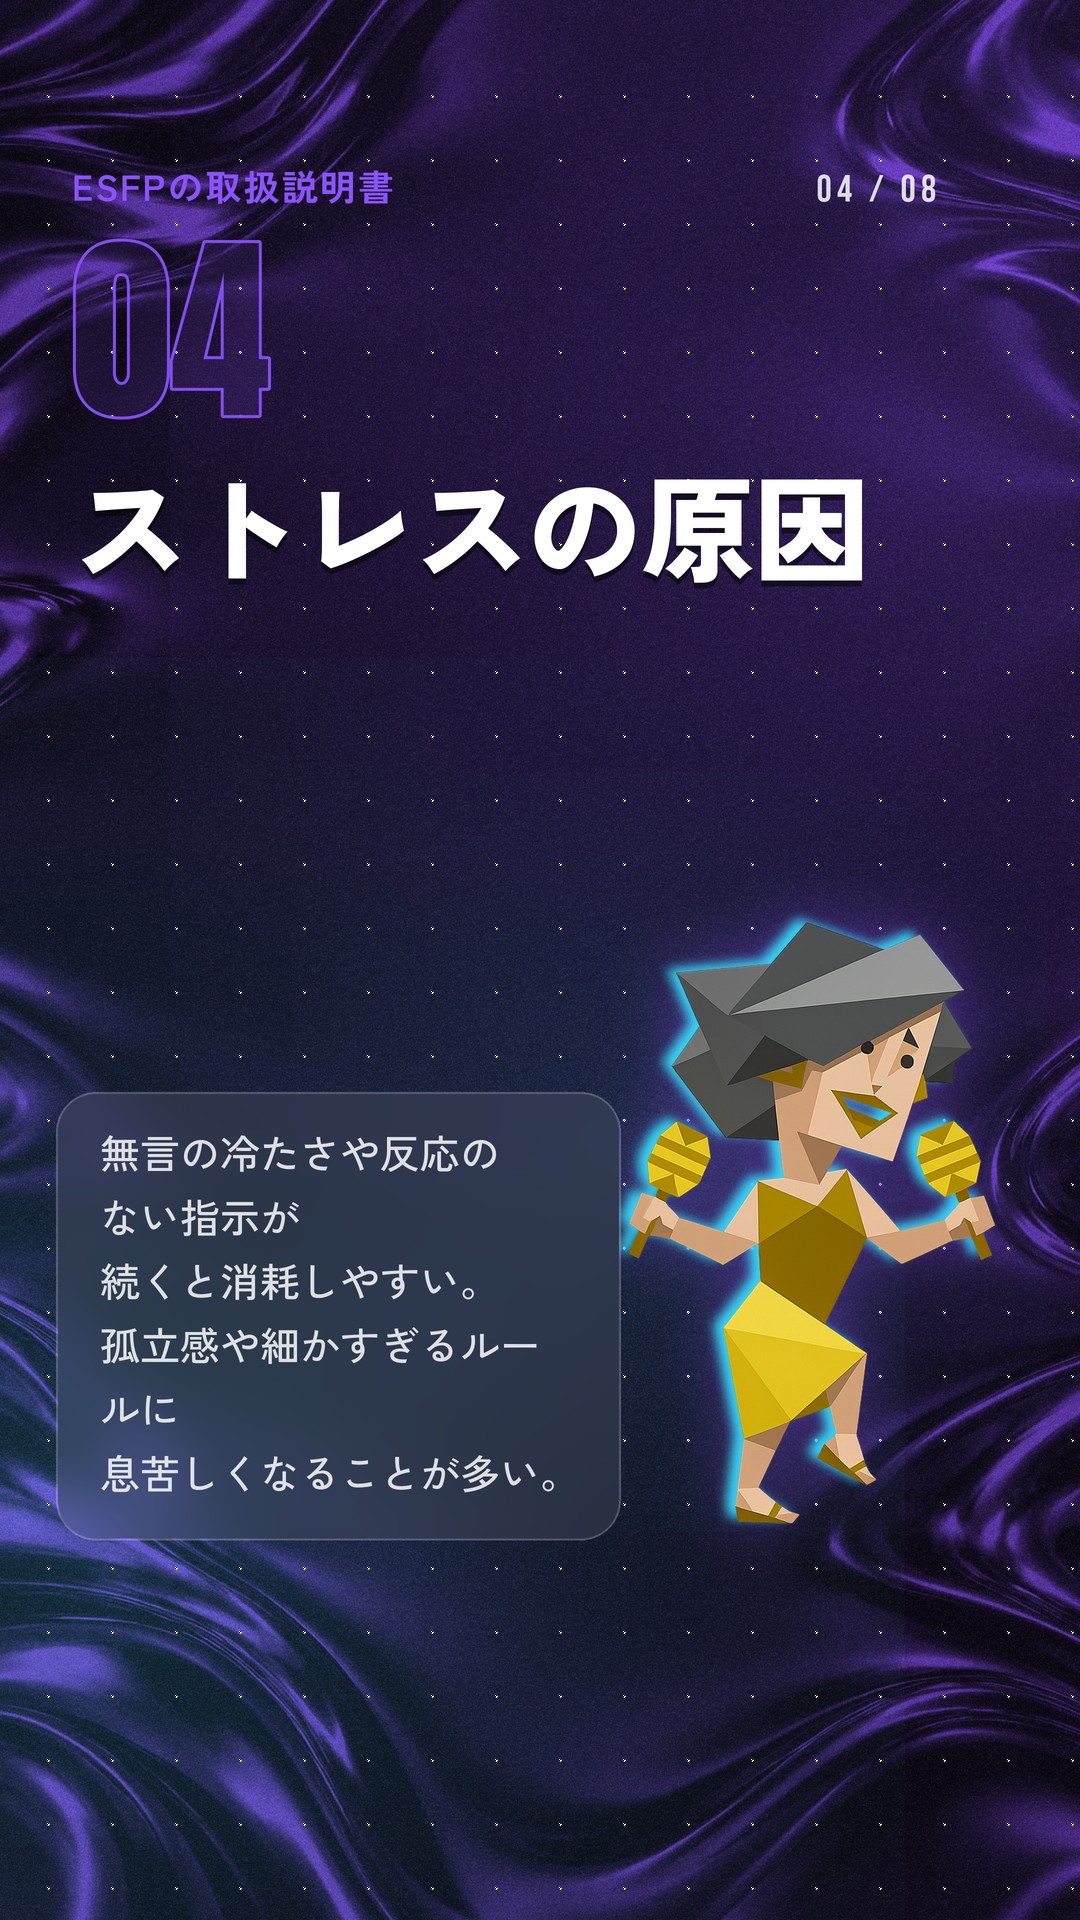 ESFPの取扱説明書
04 / 08
04
ストレスの原因
無言の冷たさや反応の
ない指示が
続くと消耗しやすい。
孤立感や細かすぎるルー
ルに
息苦しくなることが多い。